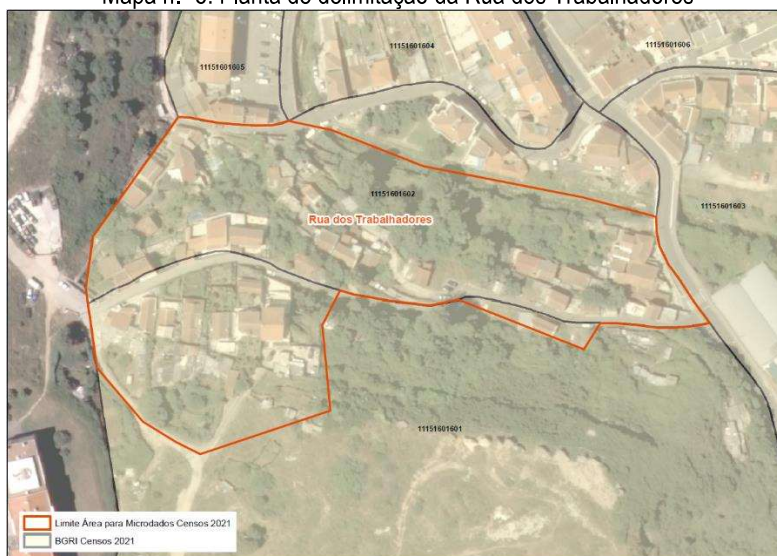 Mapa n.º 6: Planta de delimitação da Rua dos Trabalhadores
11151601605
11151601604
11151601606
11151601602
11151601603
Rua dos Trabalhadores
11151601601
Limite Área para Microdados Censos 2021
BGRI Censos 2021